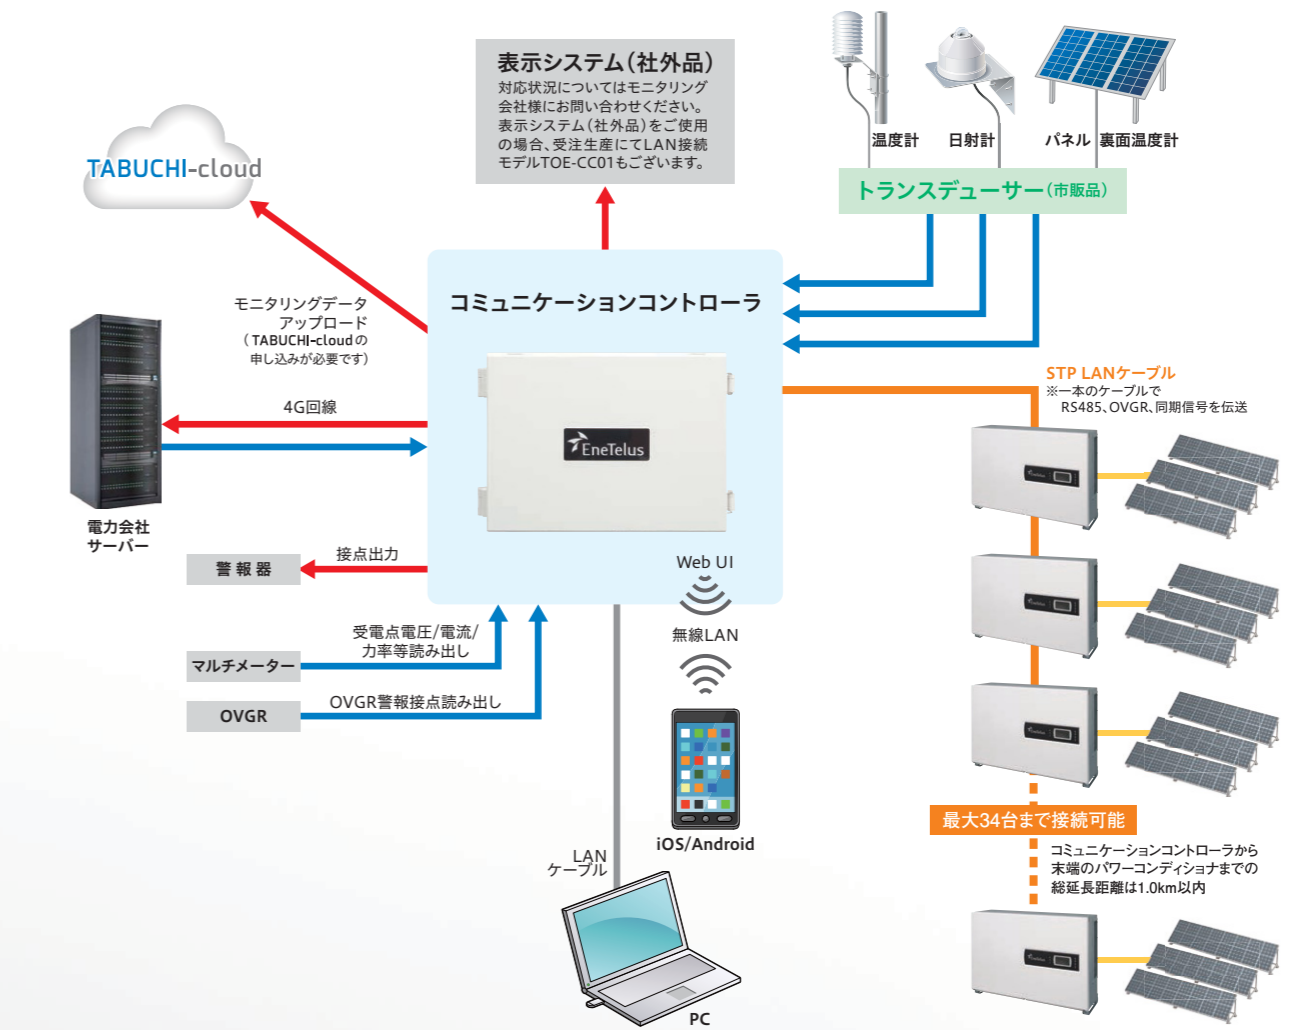 表示システム（社外品）
対応状況についてはモニタリング
会社様にお問い合わせください。
表示システム（社外品）をご使用
の場合、受注生産にてLAN接続
モデルTOE-CC01もございます。
TABUCHI-cloud
温度計
日射計
パネル 裏面温度計
トランスデューサー（市販品）
コミュニケーションコントローラ
モニタリングデータ
アップロード
（TABUCHI-cloudの
申し込みが必要です）
4G回線
電力会社
サーバー
EneTelus
STP LANケーブル
※一本のケーブルで
RS485、OVGR、同期信号を伝送
警報器
接点出力
Web UI
無線LAN
マルチメーター
受電点電圧/電流/
力率等読み出し
OVGR
OVGR警報接点読み出し
iOS/Android
LAN
ケーブル
PC
最大34台まで接続可能
コミュニケーションコントローラから
末端のパワーコンディショナまでの
総延長距離は1.0km以内